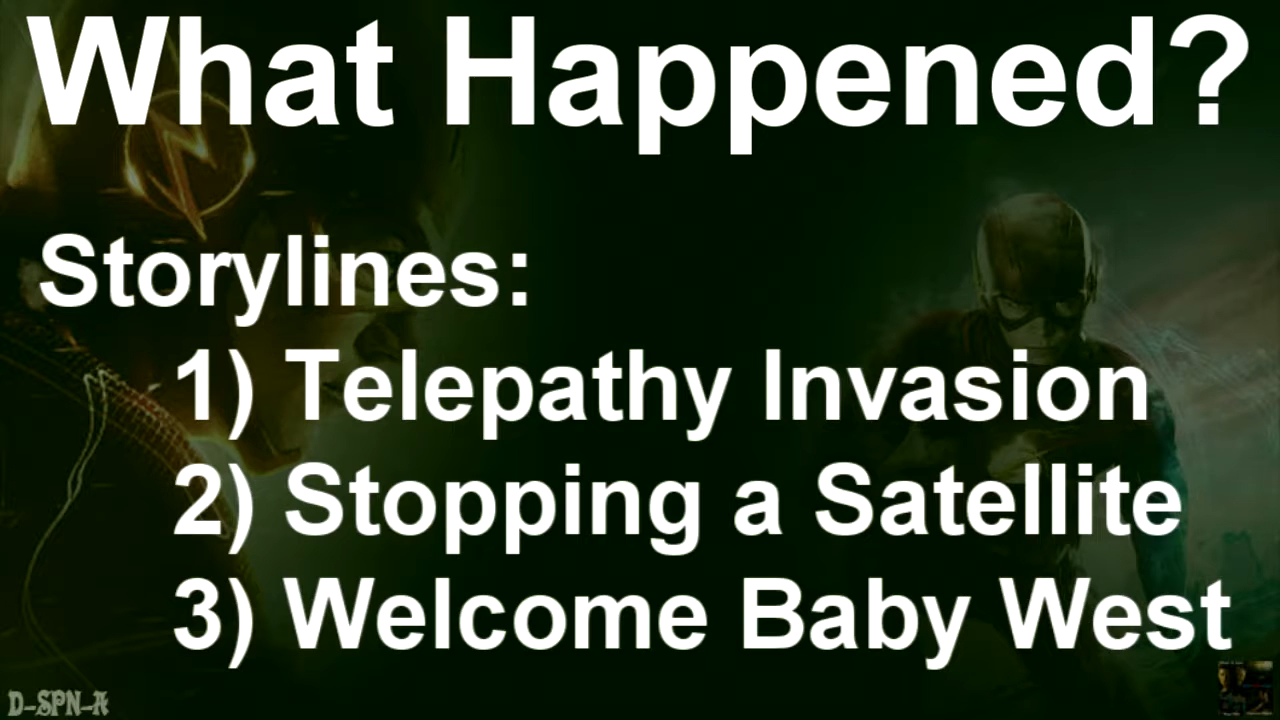 What Happened?
Storylines:
1) Telepathy Invasion
2) Stopping a Satellite
3) Welcome Baby West
D-SPN-A